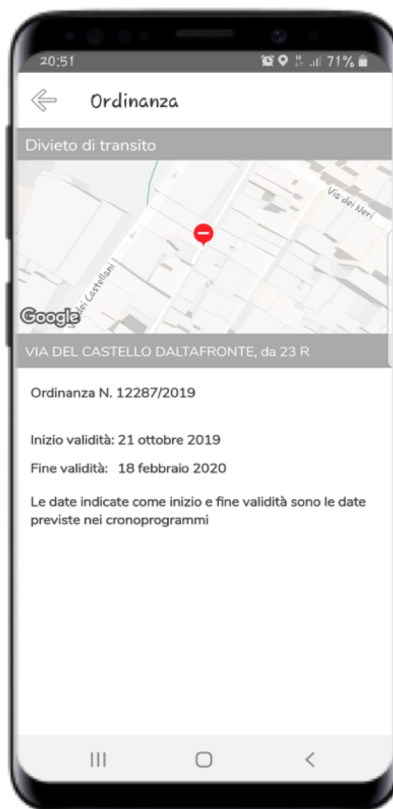 20:51
71%
Ordinanza
Divieto di transito
Via dei Neri
dei Castellani
Google
VIA DEL CASTELLO DALTAFRONTE, da 23 R
Ordinanza N. 12287/2019
Inizio validità: 21 ottobre 2019
Fine validità: 18 febbraio 2020
Le date indicate come inizio e fine validità sono le date
previste nei cronoprogrammi